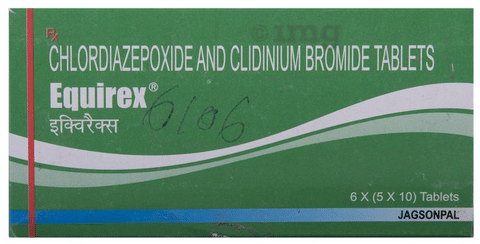 ©1mg
Rx
CHLORDIAZEPOXIDE AND CLIDINIUM BROMIDE TABLETS
Equirex®
6106
इक्विरैक्स
6 X (5 X 10) Tablets
JAGSONPAL